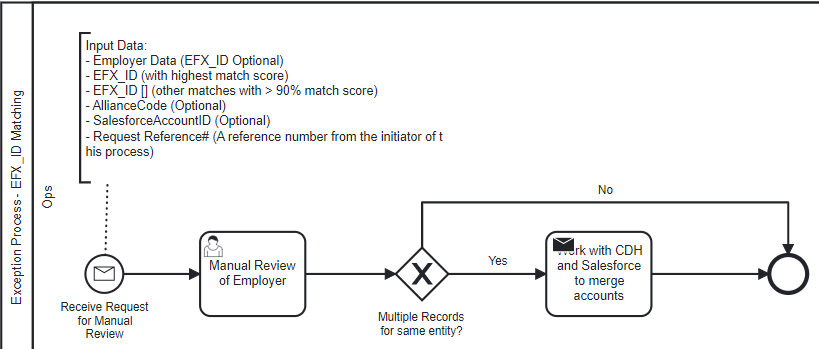 Exception Process - EFX_ID Matching
Ops
Input Data:
- Employer Data (EFX_ID Optional)
- EFX_ID (with highest match score)
- EFX_ID [] (other matches with > 90% match score)
- AllianceCode (Optional)
- SalesforceAccountID (Optional)
- Request Reference# (A reference number from the initiator of t
his process)
No
Receive Request
for Manual
Review
Manual Review
of Employer
X
Multiple Records
for same entity?
Yes
ork with CDH
and Salesforce
to merge
accounts